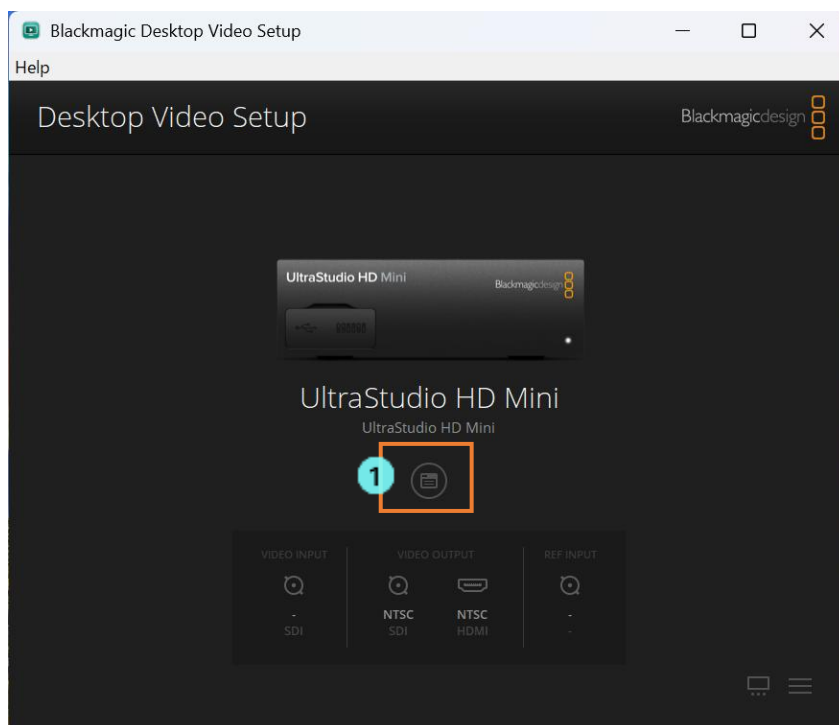 Blackmagic Desktop Video Setup
Help
Desktop Video Setup
Blackmagicdesign
UltraStudio HD Mini
Blackmagicdesign
UltraStudio HD Mini
UltraStudio HD Mini
1
VIDEO INPUT VIDEO OUTPUT REF INPUT
- NTSC NTSC -
SDI SDI HDMI -